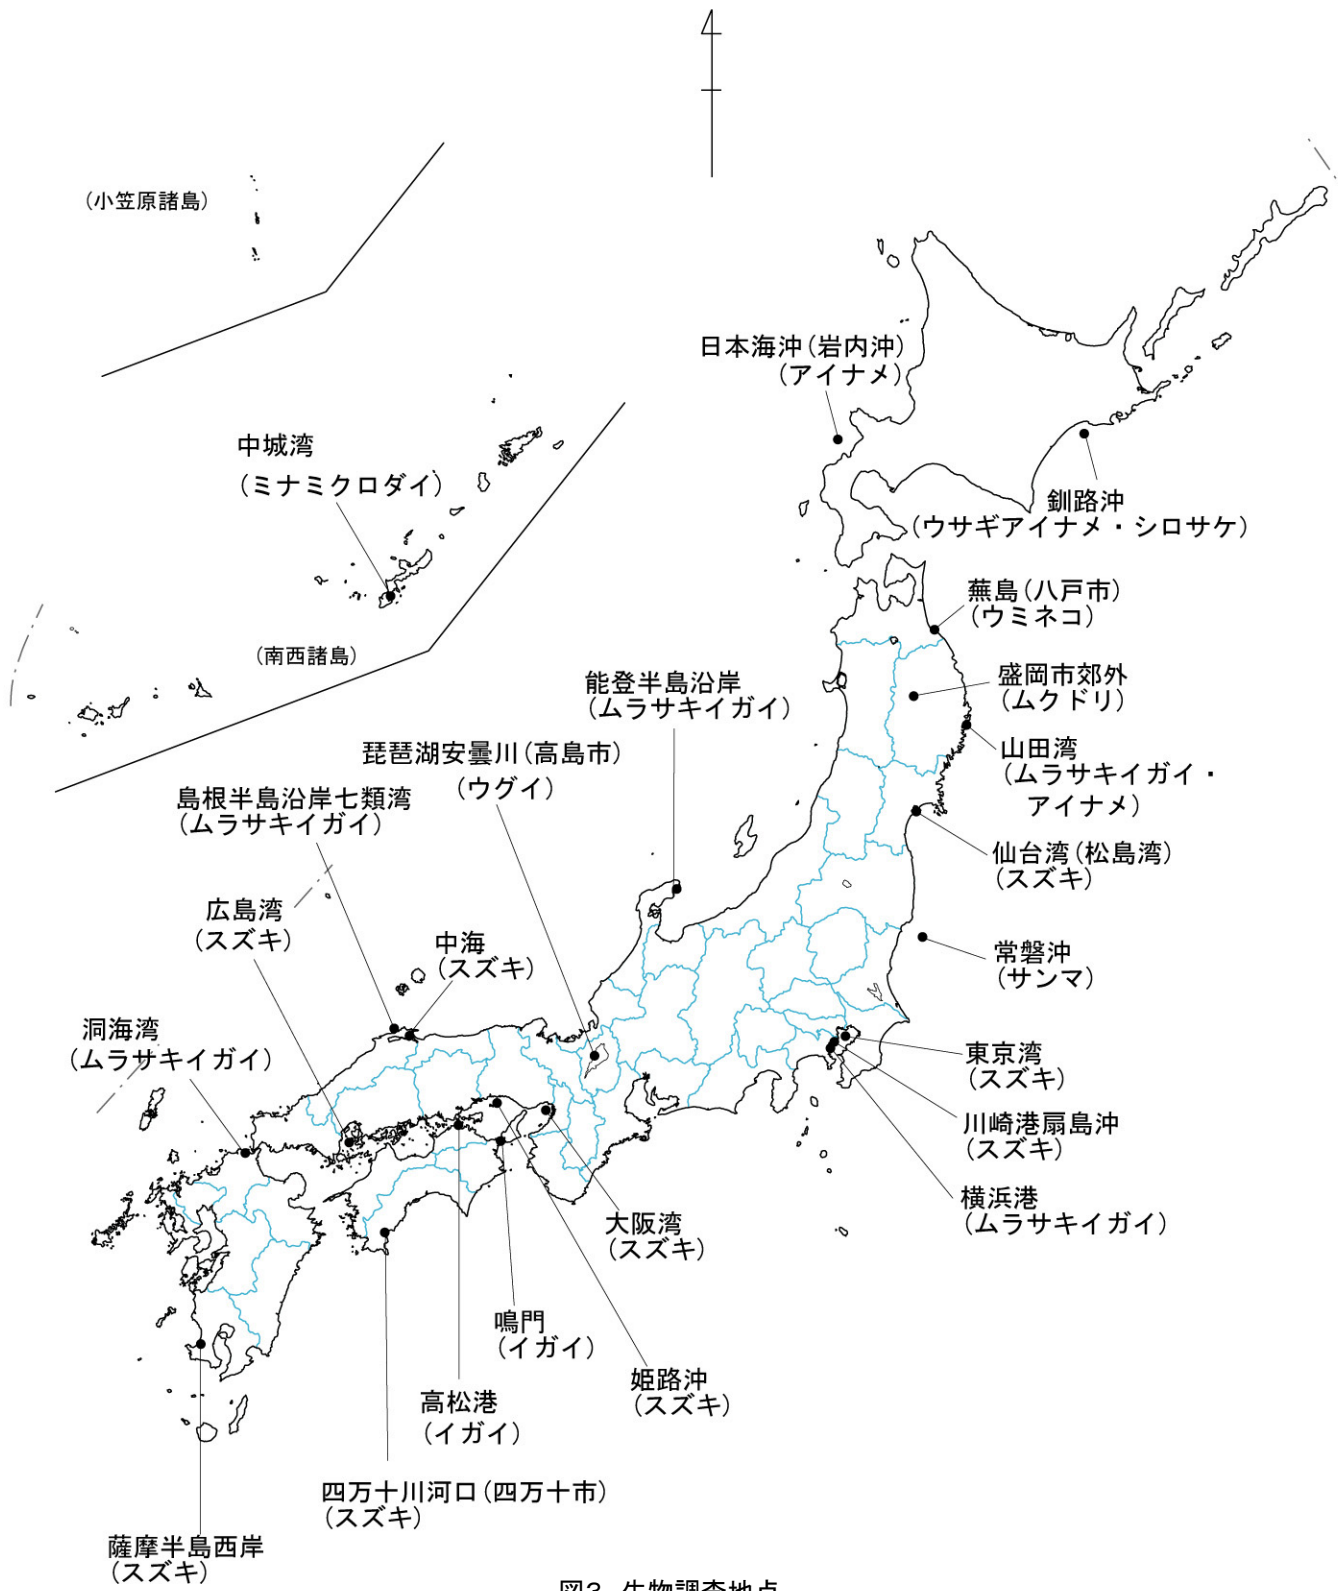 (小笠原諸島)
日本海沖(岩内沖)
(アイナメ)
中城湾
(ミナミクロダイ)
釧路沖
(ウサギアイナメ・シロサケ)
蕪島(八戸市)
(ウミネコ)
(南西諸島)
盛岡市郊外
(ムクドリ)
能登半島沿岸
(ムラサキイガイ)
山田湾
(ムラサキイガイ・
アイナメ)
琵琶湖安曇川(高島市)
(ウグイ)
島根半島沿岸七類湾
(ムラサキイガイ)
仙台湾(松島湾)
(スズキ)
広島湾
(スズキ)
中海
(スズキ)
常磐沖
(サンマ)
洞海湾
(ムラサキイガイ)
東京湾
(スズキ)
川崎港扇島沖
(スズキ)
横浜港
(ムラサキイガイ)
大阪湾
(スズキ)
鳴門
(イガイ)
姫路沖
(スズキ)
高松港
(イガイ)
四万十川河口(四万十市)
(スズキ)
薩摩半島西岸
(スズキ)
図3 生物調査地点